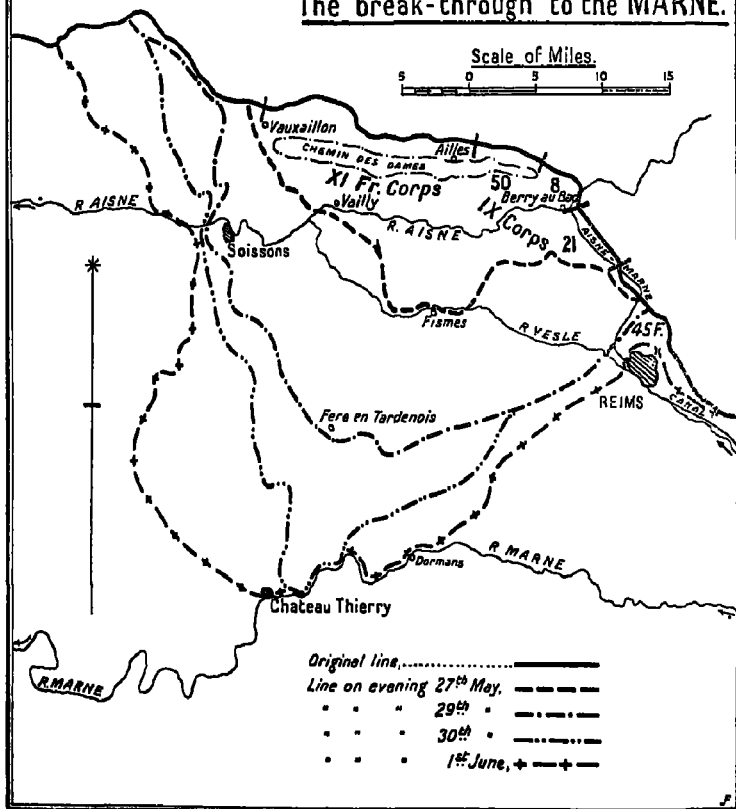 The break-through to the MARNE.
Scale of Miles.
5 0 5 10 15
Vauxaillon
Ailles
CHEMIN DES DAMES
XI Fr. Corps
50
8
Berry au Bac
Vailly
R AISNE
R. AISNE
IX Corps
21
AISNE-MARNE
Soissons
Fismes
R VESLE
45F.
REIMS
CANAL
Fere en Tardenois
R MARNE
Dormans
Chateau Thierry
R.MARNE
Original line,
Line on evening 27th May,
" " " 29th "
" " " 30th "
" " " 1st June,